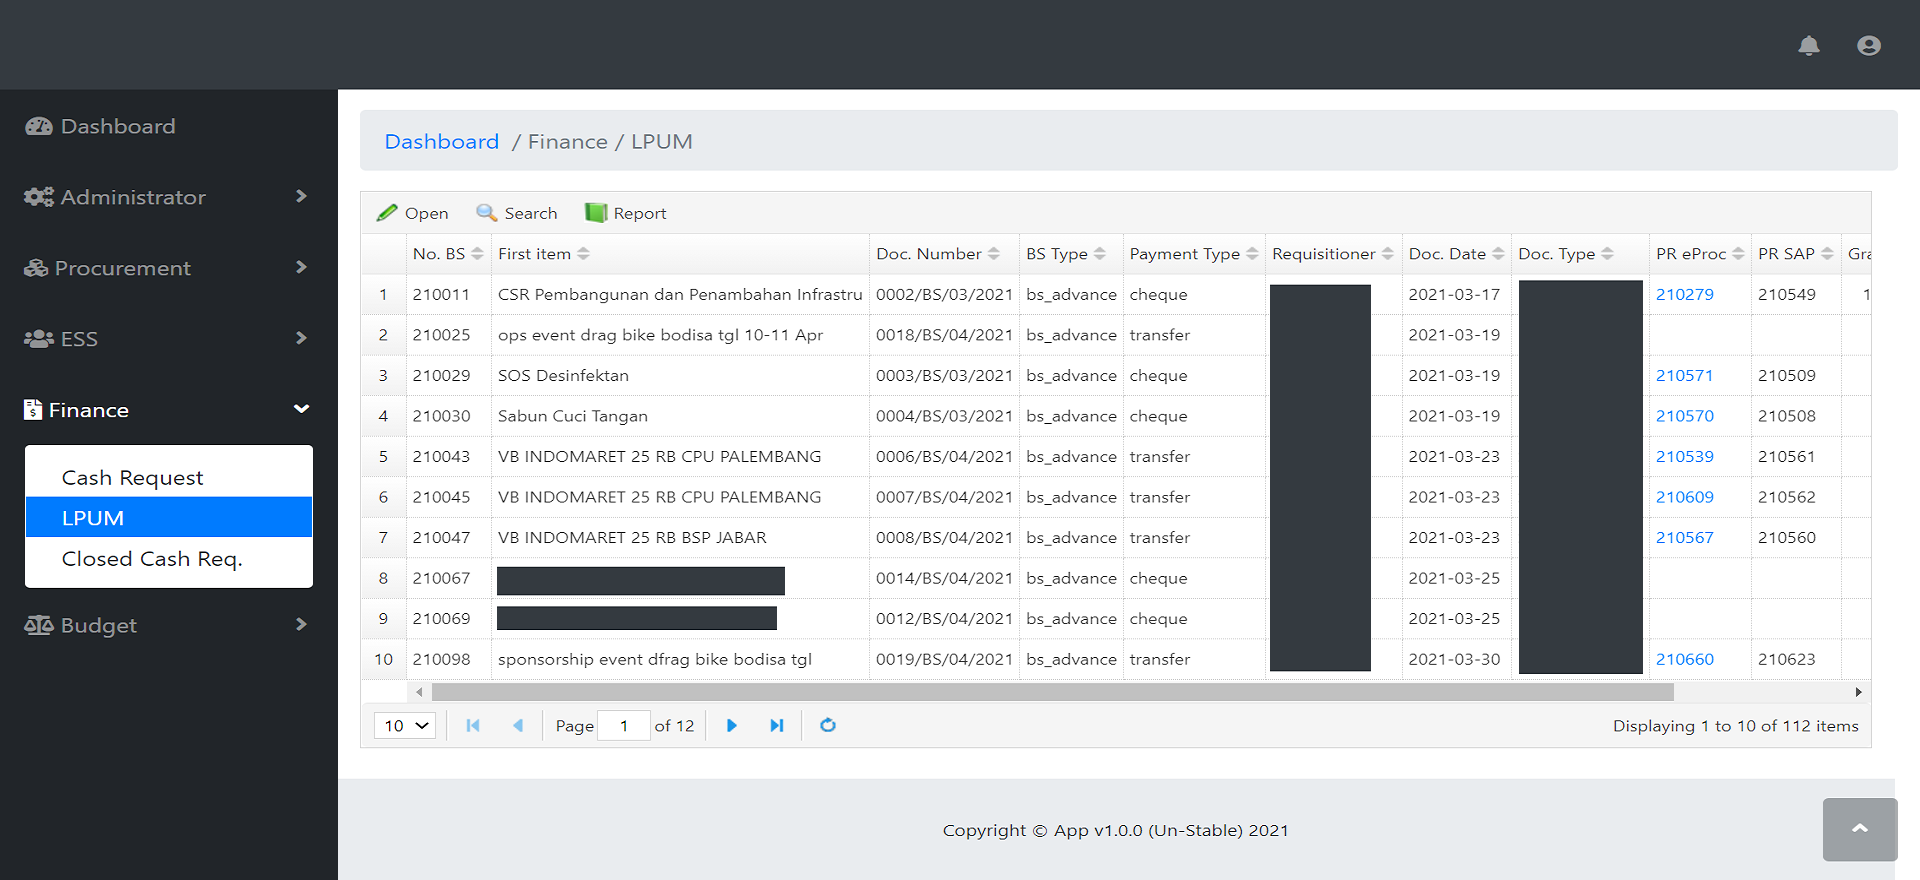 Dashboard
Administrator
Procurement
ESS
Finance
Cash Request
LPUM
Closed Cash Req.
Budget
Dashboard / Finance / LPUM
Open Search Report
No. BS First item Doc. Number BS Type Payment Type Requisitioner Doc. Date Doc. Type PR eProc PR SAP Gra
1 210011 CSR Pembangunan dan Penambahan Infrastru 0002/BS/03/2021 bs_advance cheque 2021-03-17 210279 210549 1
2 210025 ops event drag bike bodisa tgl 10-11 Apr 0018/BS/04/2021 bs_advance transfer 2021-03-19
3 210029 SOS Desinfektan 0003/BS/03/2021 bs_advance cheque 2021-03-19 210571 210509
4 210030 Sabun Cuci Tangan 0004/BS/03/2021 bs_advance cheque 2021-03-19 210570 210508
5 210043 VB INDOMARET 25 RB CPU PALEMBANG 0006/BS/04/2021 bs_advance transfer 2021-03-23 210539 210561
6 210045 VB INDOMARET 25 RB CPU PALEMBANG 0007/BS/04/2021 bs_advance transfer 2021-03-23 210609 210562
7 210047 VB INDOMARET 25 RB BSP JABAR 0008/BS/04/2021 bs_advance transfer 2021-03-23 210567 210560
8 210067 0014/BS/04/2021 bs_advance cheque 2021-03-25
9 210069 0012/BS/04/2021 bs_advance cheque 2021-03-25
10 210098 sponsorship event dfrag bike bodisa tgl 0019/BS/04/2021 bs_advance transfer 2021-03-30 210660 210623
10 Page 1 of 12 Displaying 1 to 10 of 112 items
Copyright © App v1.0.0 (Un-Stable) 2021